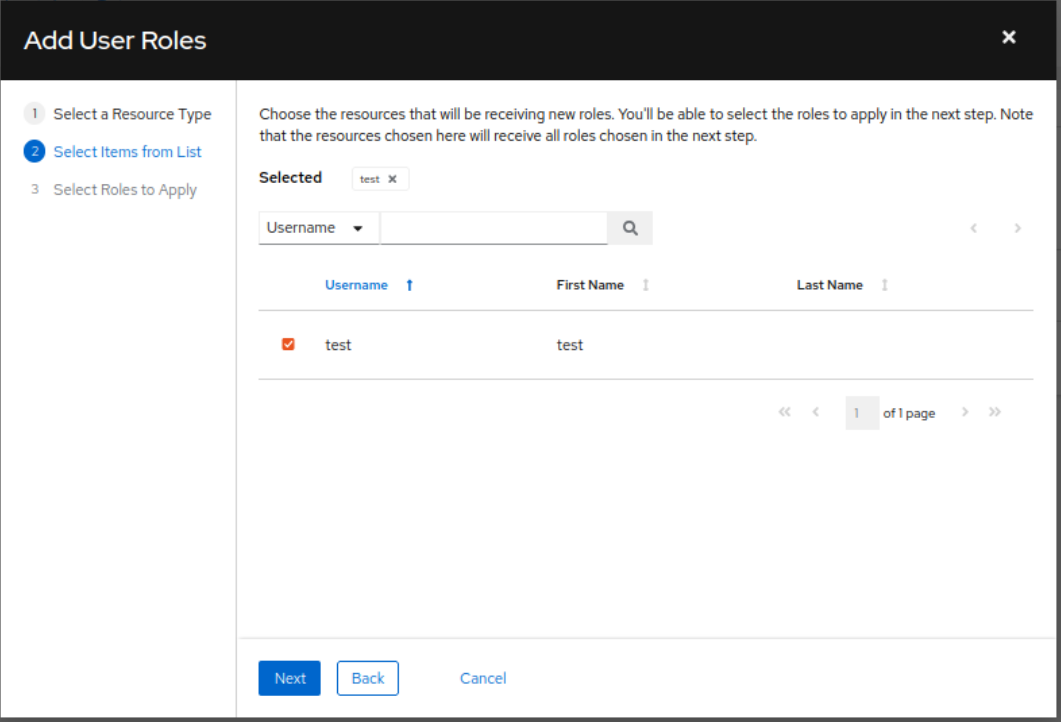 Add User Roles
1 Select a Resource Type
2 Select Items from List
3 Select Roles to Apply
Choose the resources that will be receiving new roles. You'll be able to select the roles to apply in the next step. Note
that the resources chosen here will receive all roles chosen in the next step.
Selected test
Username
Username First Name Last Name
test test
1 of 1 page
Next Back Cancel